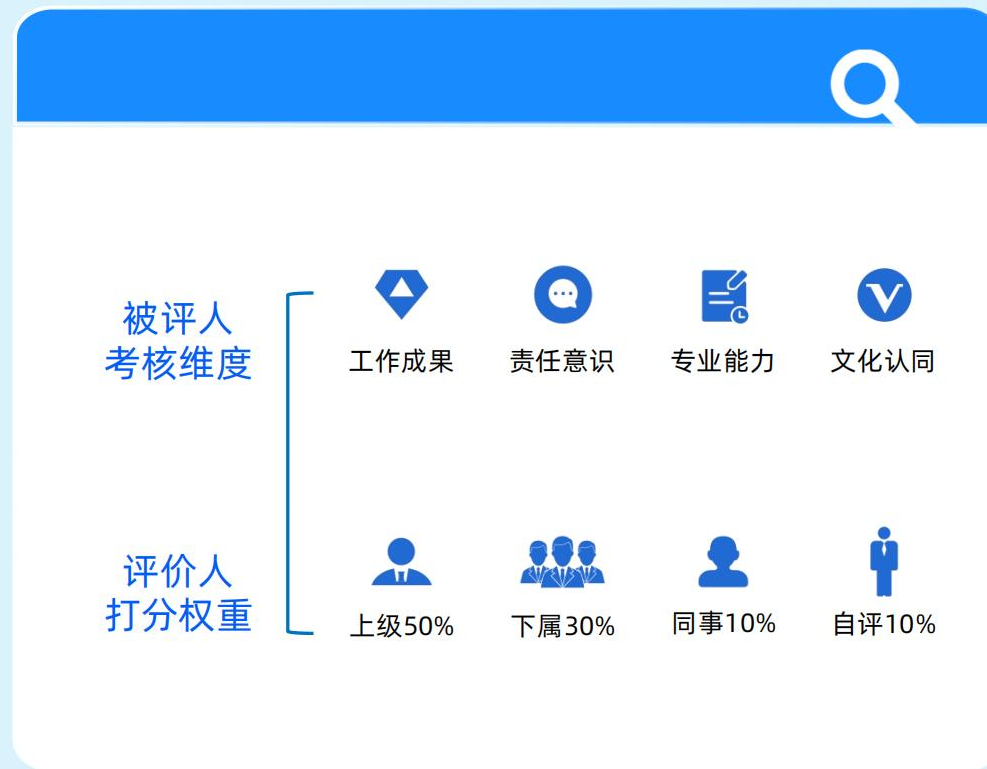 被评人
考核维度
工作成果 责任意识 专业能力 文化认同
评价人
打分权重
上级50% 下属30% 同事10% 自评10%